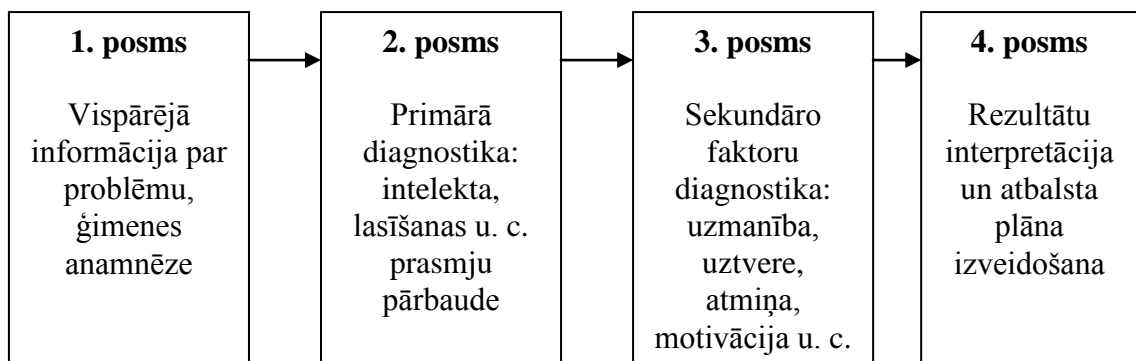 1. posms
Vispārējā
informācija par
problēmu,
ģimenes
anamnēze
2. posms
Primārā
diagnostika:
intelekta,
lasīšanas u. c.
prasmju
pārbaude
3. posms
Sekundāro
faktoru
diagnostika:
uzmanība,
uztvere,
atmiņa,
motivācija u. c.
4. posms
Rezultātu
interpretācija
un atbalsta
plāna
izveidošana